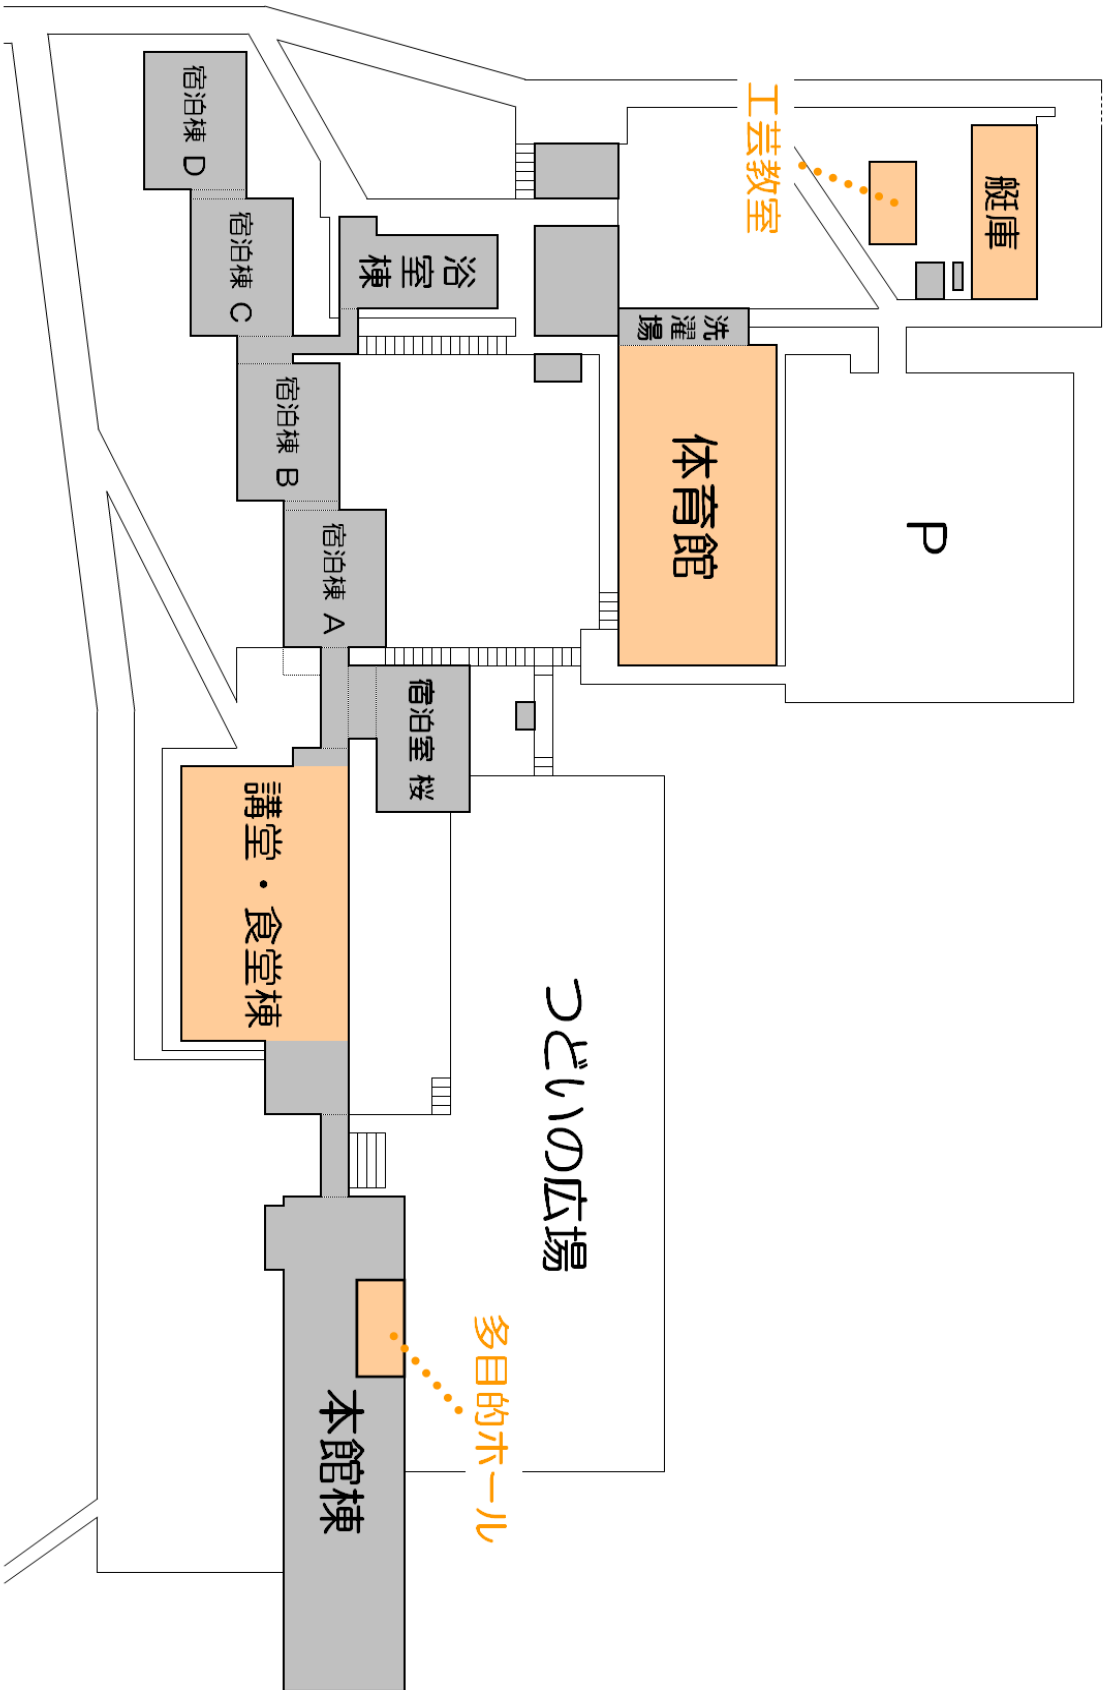 工芸教室
艇庫
宿泊棟 D
宿泊棟 C
浴室棟
洗濯場
宿泊棟 B
体育館
P
宿泊棟 A
宿泊室 桜
講堂・食堂棟
つどいの広場
多目的ホール
本館棟